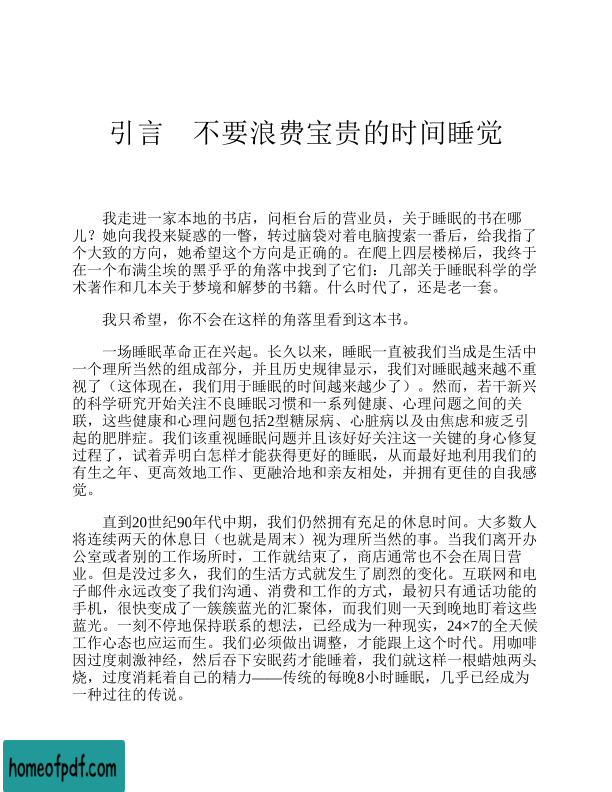 引言　不要浪费宝贵的时间睡觉
我走进一家本地的书店，问柜台后的营业员，关于睡眠的书在哪
儿？她向我投来疑惑的一瞥，转过脑袋对着电脑搜索一番后，给我指了
个大致的方向，她希望这个方向是正确的。在爬上四层楼梯后，我终于
在一个布满尘埃的黑乎乎的角落中找到了它们：几部关于睡眠科学的学
术著作和几本关于梦境和解梦的书籍。什么时代了，还是老一套。
我只希望，你不会在这样的角落里看到这本书。
一场睡眠革命正在兴起。长久以来，睡眠一直被我们当成是生活中
一个理所当然的组成部分，并且历史规律显示，我们对睡眠越来越不重
视了（这体现在，我们用于睡眠的时间越来越少了）。然而，若干新兴
的科学研究开始关注不良睡眠习惯和一系列健康、心理问题之间的关
联，这些健康和心理问题包括2型糖尿病、心脏病以及由焦虑和疲乏引
起的肥胖症。我们该重视睡眠问题并且该好好关注这一关键的身心修复
过程了，试着弄明白怎样才能获得更好的睡眠，从而最好地利用我们的
有生之年、更高效地工作、更融洽地和亲友相处，并拥有更佳的自我感
觉。
直到20世纪90年代中期，我们仍然拥有充足的休息时间。大多数人
将连续两天的休息日（也就是周末）视为理所当然的事。当我们离开办
公室或者别的工作场所时，工作就结束了，商店通常也不会在周日营
业。但是没过多久，我们的生活方式就发生了剧烈的变化。互联网和电
子邮件永远改变了我们沟通、消费和工作的方式，最初只有通话功能的
手机，很快变成了一簇簇蓝光的汇聚体，而我们则一天到晚地盯着这些
蓝光。一刻不停地保持联系的想法，已经成为一种现实，24×7的全天候
工作心态也应运而生。我们必须做出调整，才能跟上这个时代。用咖啡
因过度刺激神经，然后吞下安眠药才能睡着，我们就这样一根蜡烛两头
烧，过度消耗着自己的精力——传统的每晚8小时睡眠，几乎已经成为
一种过往的传说。
homeofpdf.com